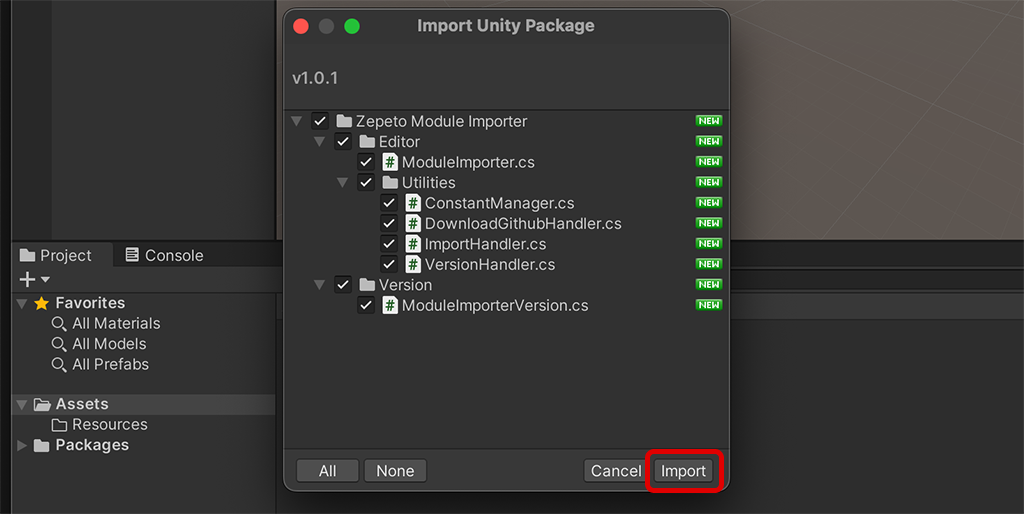 Import Unity Package
v1.0.1
Zepeto Module Importer NEW
Editor NEW
# ModuleImporter.cs NEW
Utilities NEW
# ConstantManager.cs NEW
# DownloadGithubHandler.cs NEW
# ImportHandler.cs NEW
# VersionHandler.cs NEW
Version NEW
# ModuleImporterVersion.cs NEW
All None Cancel Import
Project Console
Favorites
All Materials
All Models
All Prefabs
Assets
Resources
Packages